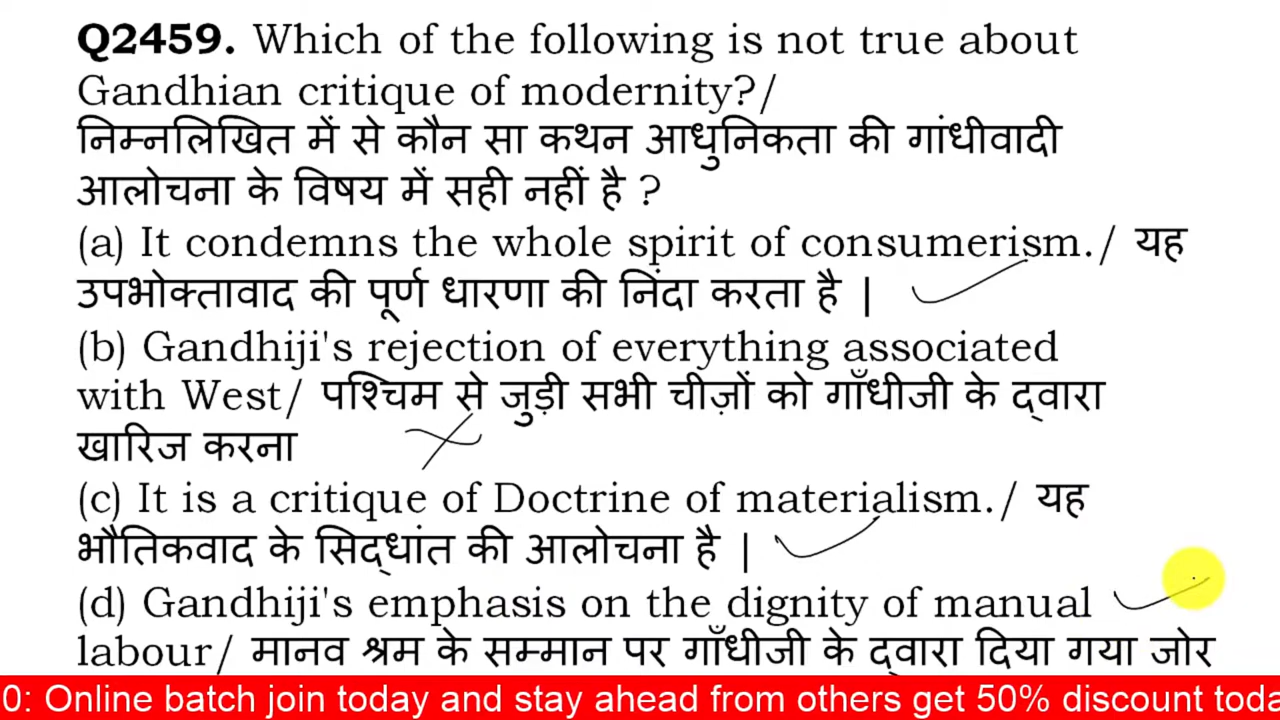 Q2459. Which of the following is not true about
Gandhian critique of modernity?/
निम्नलिखित में से कौन सा कथन आधुनिकता की गांधीवादी
आलोचना के विषय में सही नहीं है ?
(a) It condemns the whole spirit of consumerism./ यह
उपभोक्तावाद की पूर्ण धारणा की निंदा करता है |
(b) Gandhiji's rejection of everything associated
with West/ पश्चिम से जुड़ी सभी चीज़ों को गाँधीजी के द्वारा
खारिज करना
(c) It is a critique of Doctrine of materialism./ यह
भौतिकवाद के सिद्धांत की आलोचना है |
(d) Gandhiji's emphasis on the dignity of manual
labour/ मानव श्रम के सम्मान पर गाँधीजी के द्वारा दिया गया जोर
0: Online batch join today and stay ahead from others get 50% discount toda